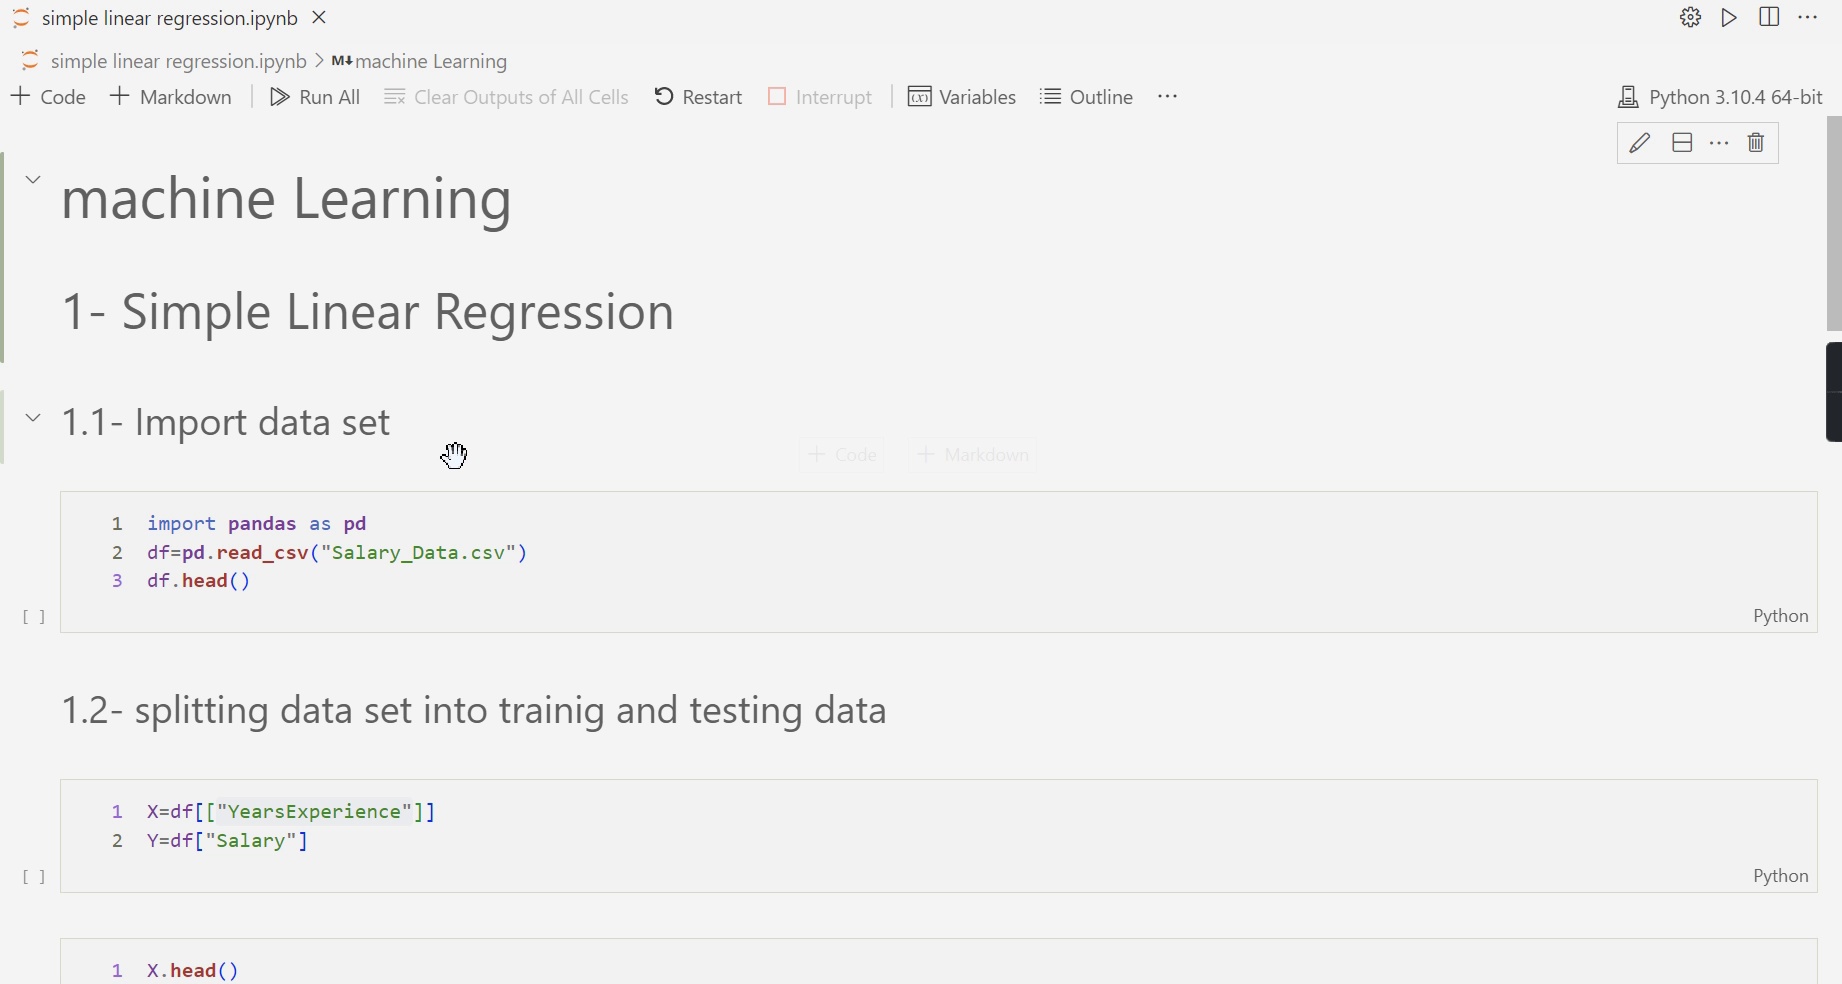 simple linear regression.ipynb
simple linear regression.ipynb > M↓ machine Learning
+ Code + Markdown Run All Clear Outputs of All Cells Restart Interrupt (x) Variables Outline ... Python 3.10.4 64-bit
machine Learning
1- Simple Linear Regression
1.1- Import data set
+ Code + Markdown
1 import pandas as pd
2 df=pd.read_csv("Salary_Data.csv")
3 df.head()
[ ] Python
1.2- splitting data set into trainig and testing data
1 X=df[["YearsExperience"]]
2 Y=df["Salary"]
[ ] Python
1 X.head()